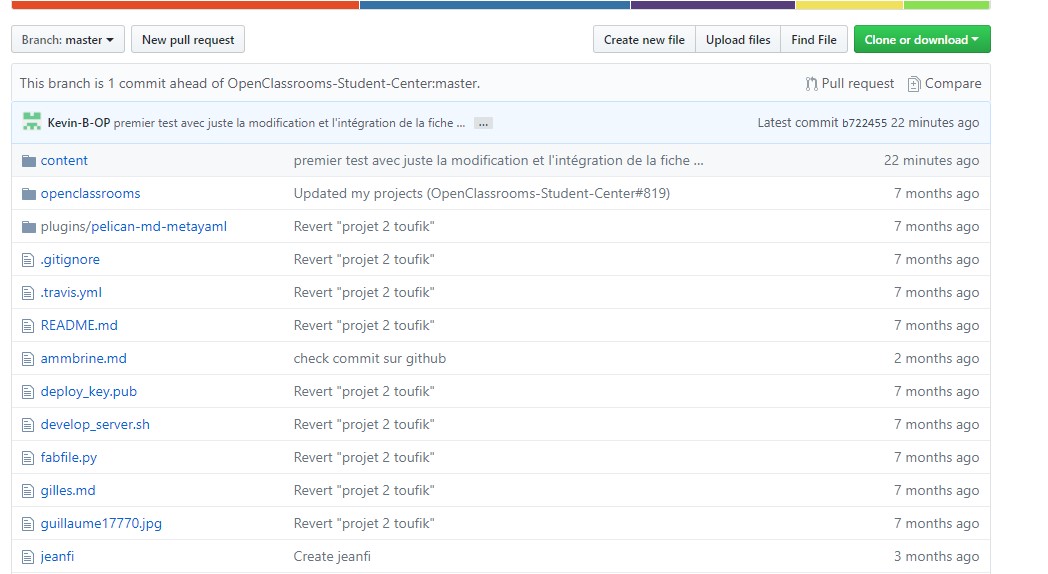 Branch: master New pull request Create new file Upload files Find File Clone or download
This branch is 1 commit ahead of OpenClassrooms-Student-Center:master. Pull request Compare
Kevin-B-OP premier test avec juste la modification et l'intégration de la fiche ... ... Latest commit b722455 22 minutes ago
content premier test avec juste la modification et l'intégration de la fiche ... 22 minutes ago
openclassrooms Updated my projects (OpenClassrooms-Student-Center#819) 7 months ago
plugins/pelican-md-metayaml Revert "projet 2 toufik" 7 months ago
.gitignore Revert "projet 2 toufik" 7 months ago
.travis.yml Revert "projet 2 toufik" 7 months ago
README.md Revert "projet 2 toufik" 7 months ago
ammbrine.md check commit sur github 2 months ago
deploy_key.pub Revert "projet 2 toufik" 7 months ago
develop_server.sh Revert "projet 2 toufik" 7 months ago
fabfile.py Revert "projet 2 toufik" 7 months ago
gilles.md Revert "projet 2 toufik" 7 months ago
guillaume17770.jpg Revert "projet 2 toufik" 7 months ago
jeanfi Create jeanfi 3 months ago